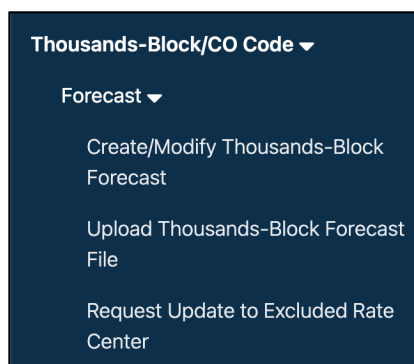 Thousands-Block/CO Code
Forecast
Create/Modify Thousands-Block
Forecast
Upload Thousands-Block Forecast
File
Request Update to Excluded Rate
Center